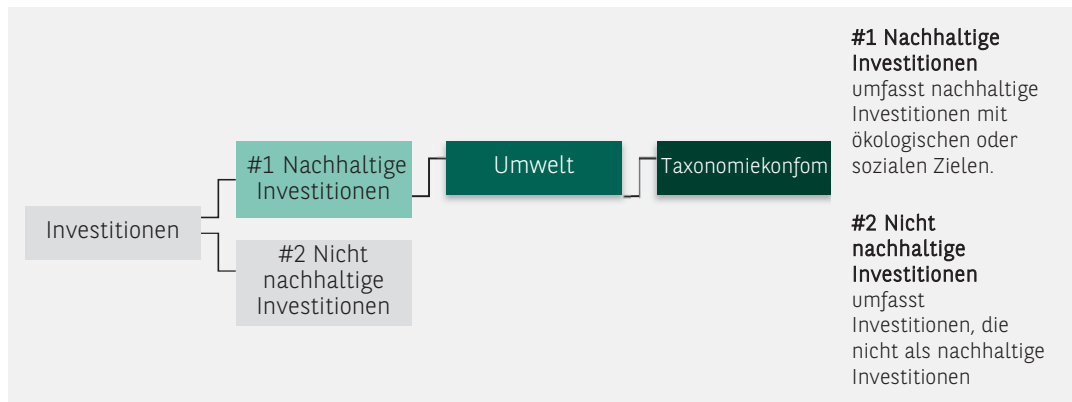 Investitionen
#1 Nachhaltige
Investitionen
#2 Nicht
nachhaltige
Investitionen
Umwelt
Taxonomiekonfom
#1 Nachhaltige
Investitionen
umfasst nachhaltige
Investitionen mit
ökologischen oder
sozialen Zielen.
#2 Nicht
nachhaltige
Investitionen
umfasst
Investitionen, die
nicht als nachhaltige
Investitionen